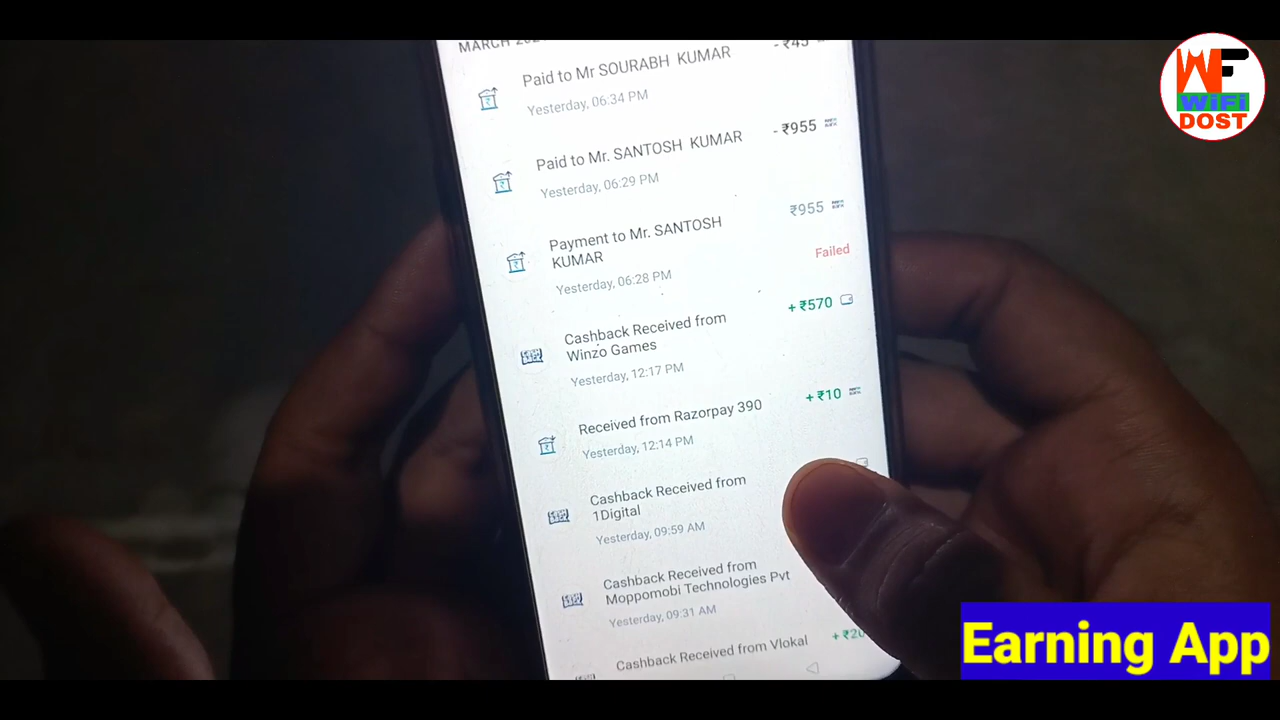 MARCH
Paid to Mr SOURABH KUMAR
- ₹45
Yesterday, 06:34 PM
Paid to Mr. SANTOSH KUMAR
- ₹955
Yesterday, 06:29 PM
Payment to Mr. SANTOSH
KUMAR
₹955
Yesterday, 06:28 PM
Failed
Cashback Received from
Winzo Games
+ ₹570
Yesterday, 12:17 PM
Received from Razorpay 390
+ ₹10
Yesterday, 12:14 PM
Cashback Received from
1Digital
Yesterday, 09:59 AM
Cashback Received from
Moppomobi Technologies Pvt
Yesterday, 09:31 AM
Cashback Received from Vlokal
WF
WiFi
DOST
Earning App